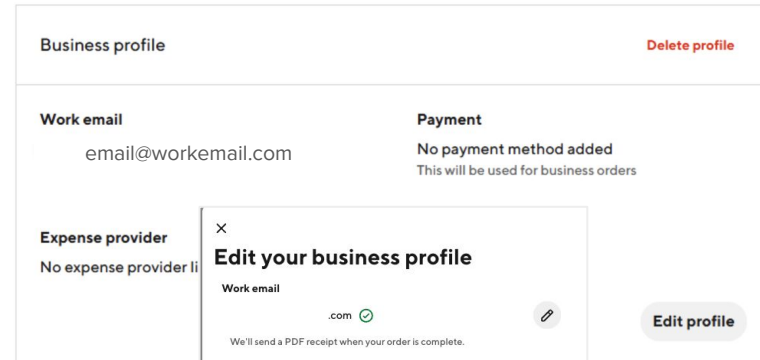 Business profile
Delete profile
Work email
Payment
email@workemail.com
No payment method added
This will be used for business orders
Expense provider
No expense provider li
Edit your business profile
Work email
.com
We'll send a PDF receipt when your order is complete.
Edit profile